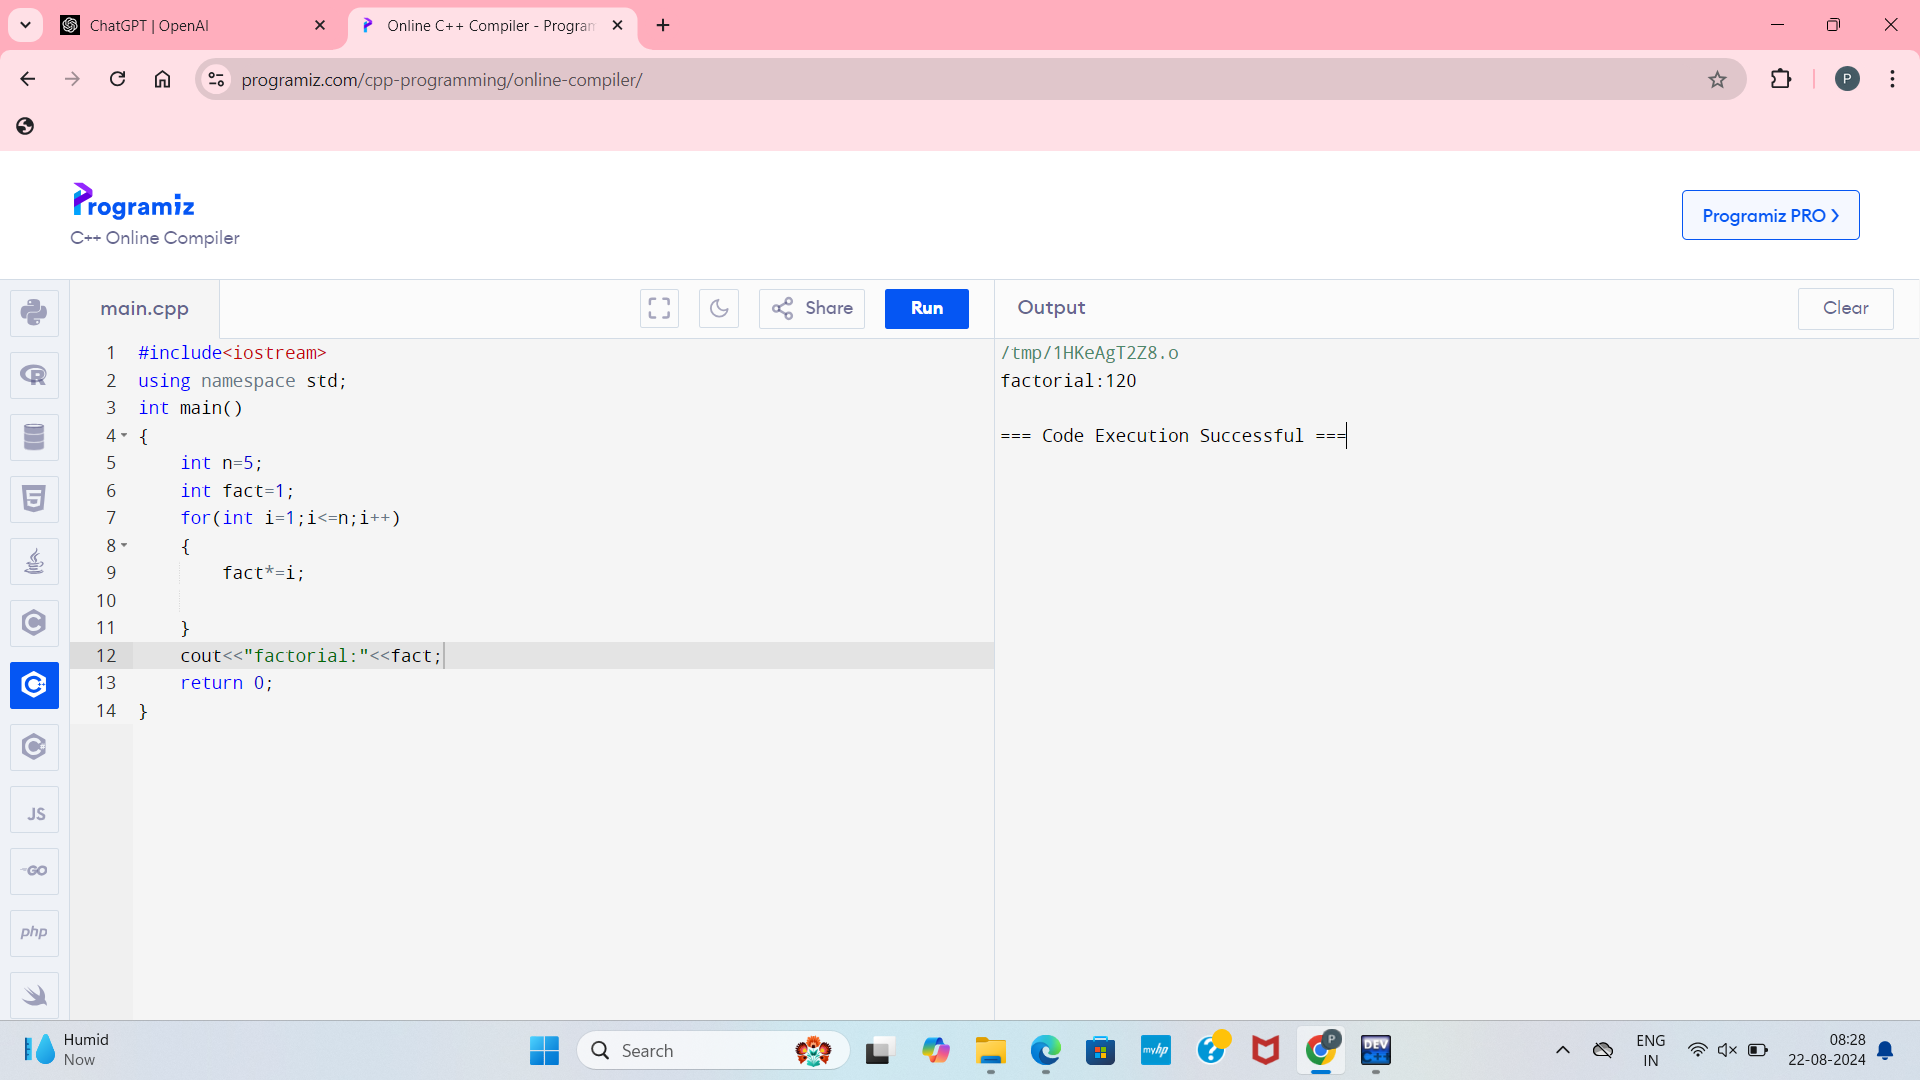 ChatGPT | OpenAI
Online C++ Compiler - Program
programiz.com/cpp-programming/online-compiler/
P
Programiz
C++ Online Compiler
Programiz PRO
main.cpp
Share
Run
Output
Clear
1 #include<iostream>
2 using namespace std;
3 int main()
4 {
5 int n=5;
6 int fact=1;
7 for(int i=1;i<=n;i++)
8 {
9 fact*=i;
10
11 }
12 cout<<"factorial:"<<fact;
13 return 0;
14 }
/tmp/1HKeAgT2Z8.o
factorial:120
=== Code Execution Successful ===
R
5
C
C++
C#
JS
GO
php
Humid
Now
Search
myhp
P
DEV
C++
ENG
IN
08:28
22-08-2024